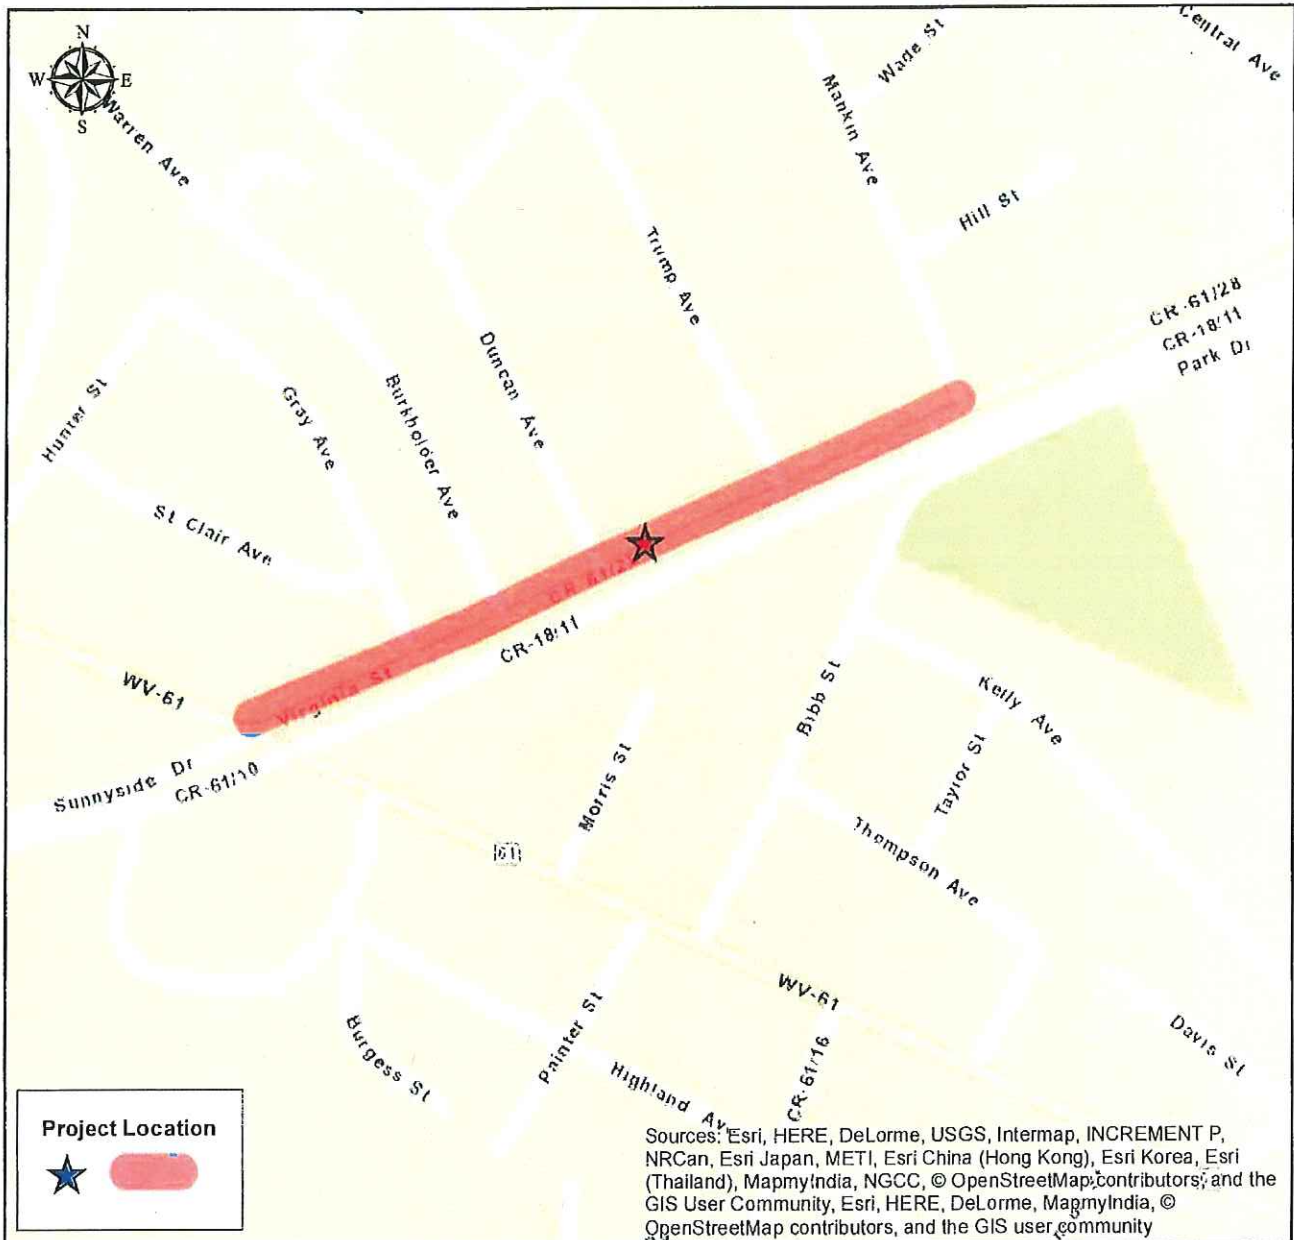 N
W E
S
Warren Ave
Wade St
Central Ave
Mankin Ave
Hill St
Trump Ave
CR-61/28
CR-18/11
Park Dr
Duncan Ave
Hunter St
Gray Ave
Burkholder Ave
St Clair Ave
CR 61/2
CR-18/11
WV-61
Virginia St
Sunnyside Dr
CR-61/10
Bibb St
Kelly Ave
Morris St
Taylor St
Thompson Ave
61
WV-61
Painter St
Burgess St
Highland Av
CR-61/16
Davis St
Project Location
Sources: Esri, HERE, DeLorme, USGS, Intermap, INCREMENT P,
NRCan, Esri Japan, METI, Esri China (Hong Kong), Esri Korea, Esri
(Thailand), MapmyIndia, NGCC, © OpenStreetMap contributors, and the
GIS User Community, Esri, HERE, DeLorme, MapmyIndia, ©
OpenStreetMap contributors, and the GIS user community